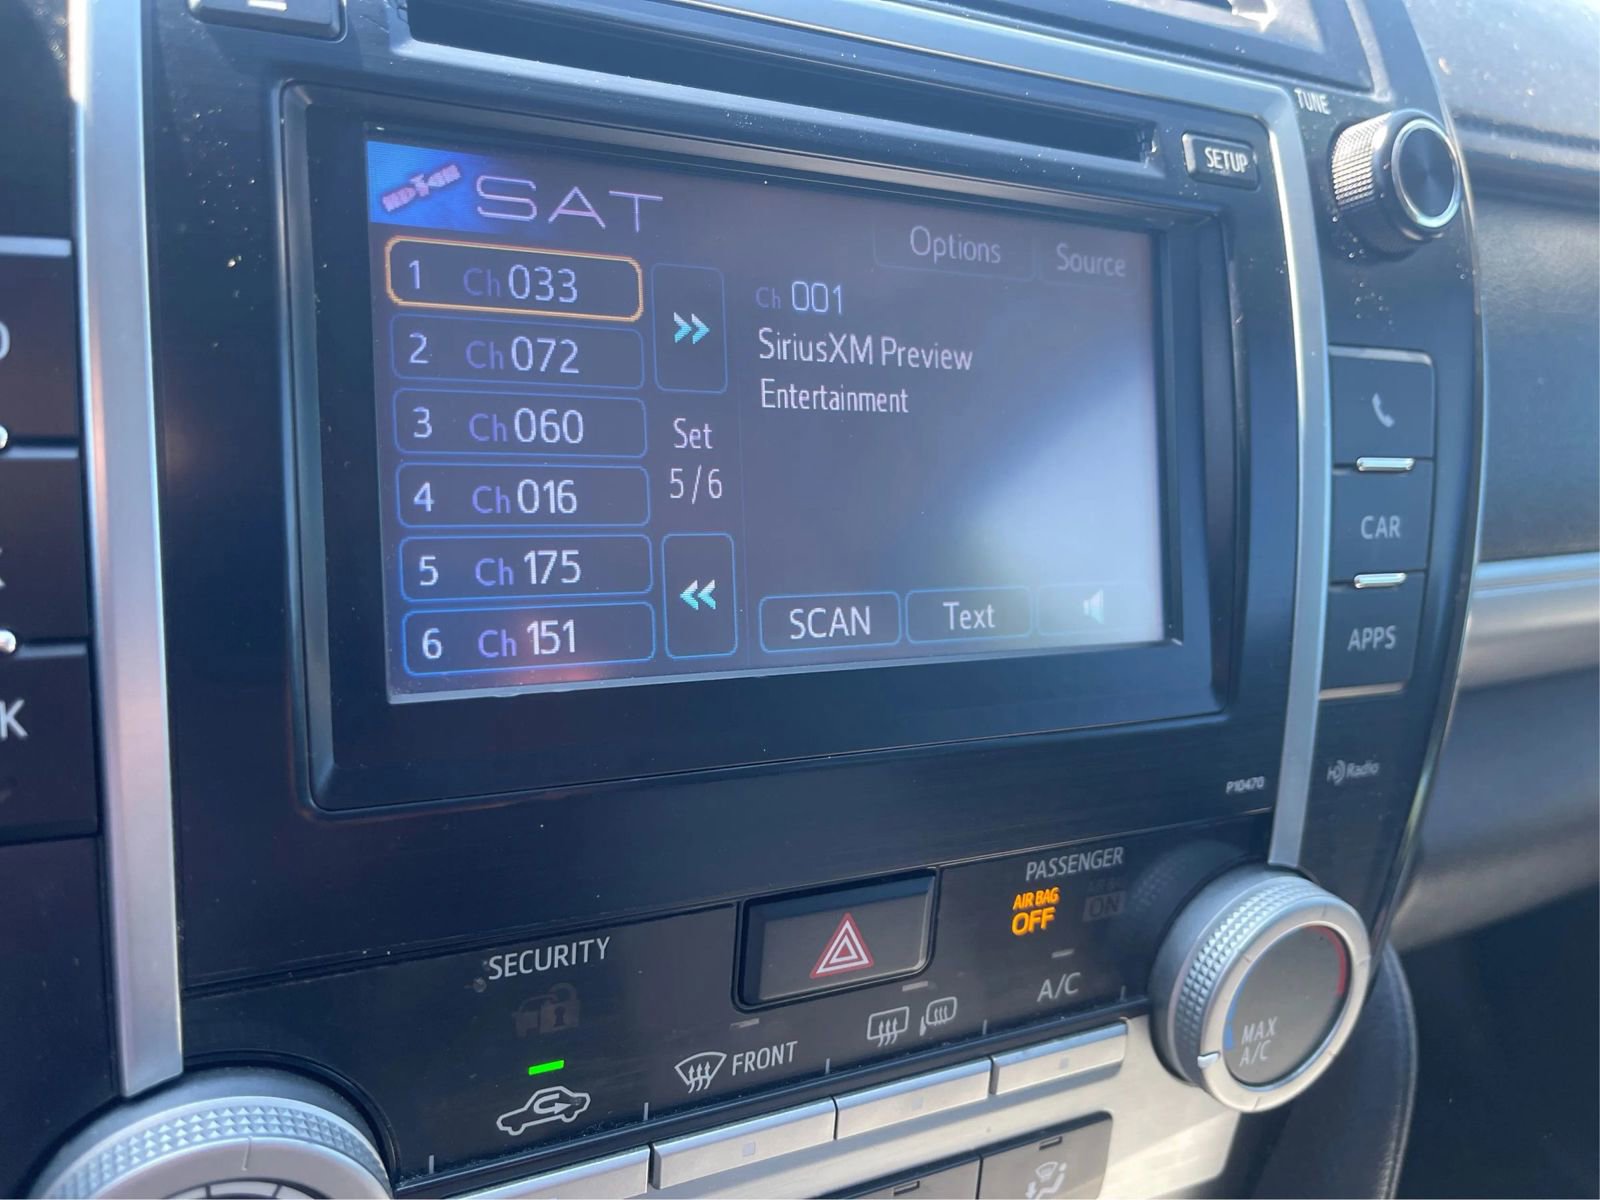 TUNE
SETUP
SAT
Options
Source
1 Ch 033
2 Ch 072
3 Ch 060
4 Ch 016
5 Ch 175
6 Ch 151
Set
5/6
Ch 001
SiriusXM Preview
Entertainment
SCAN
Text
CAR
APPS
K
HD Radio
P10470
PASSENGER
AIR BAG
OFF
ON
SECURITY
A/C
FRONT
MAX
A/C